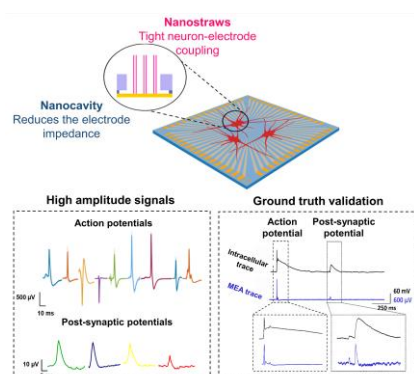 Nanostraws
Tight neuron-electrode
coupling
Nanocavity
Reduces the electrode
impedance
High amplitude signals
Action potentials
500 µV
10 ms
Post-synaptic potentials
10 µV
Ground truth validation
Action
potential
Post-synaptic
potential
Intracellular
trace
MEA trace
60 mV
600 µV
250 ms